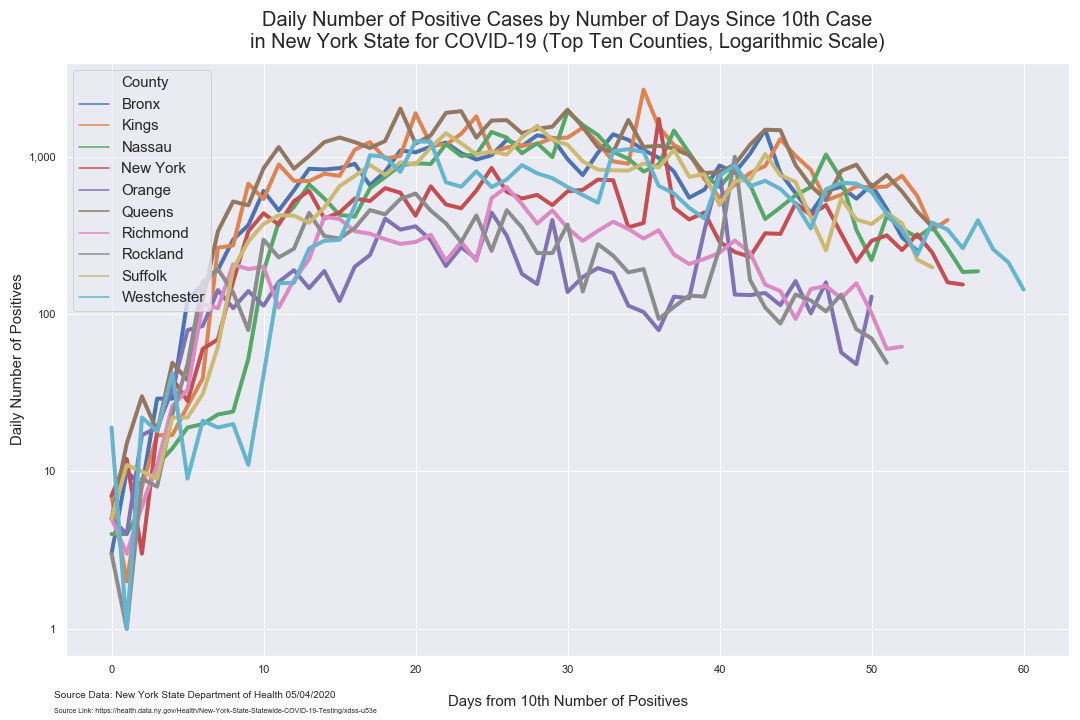 Daily Number of Positive Cases by Number of Days Since 10th Case
in New York State for COVID-19 (Top Ten Counties, Logarithmic Scale)
County
Bronx
Kings
Nassau
New York
Orange
Queens
Richmond
Rockland
Suffolk
Westchester
Daily Number of Positives
1,000
100
10
1
0 10 20 30 40 50 60
Days from 10th Number of Positives
Source Data: New York State Department of Health 05/04/2020
Source Link: https://health.data.ny.gov/Health/New-York-State-Statewide-COVID-19-Testing/xdss-u53e